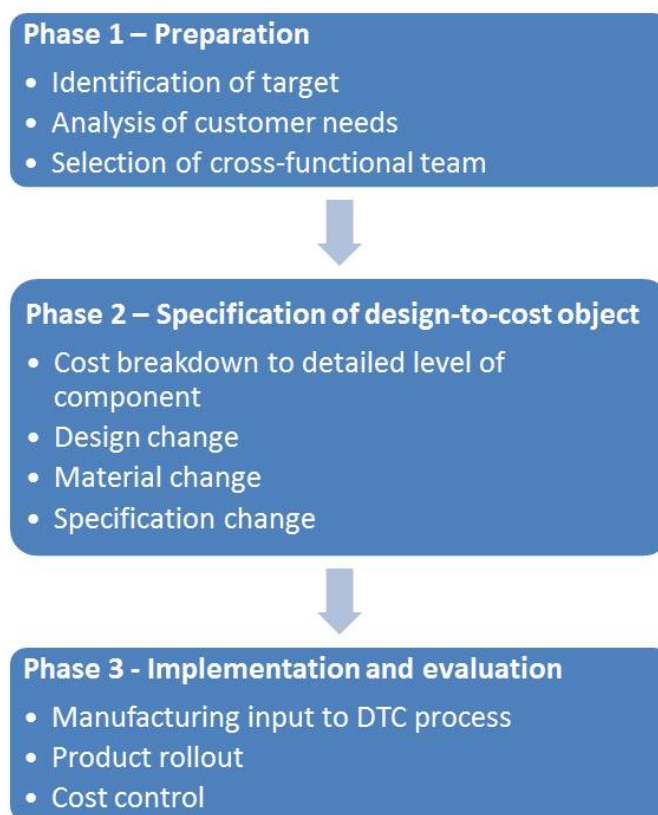 Phase 1 – Preparation
• Identification of target
• Analysis of customer needs
• Selection of cross-functional team
Phase 2 – Specification of design-to-cost object
• Cost breakdown to detailed level of
component
• Design change
• Material change
• Specification change
Phase 3 - Implementation and evaluation
• Manufacturing input to DTC process
• Product rollout
• Cost control